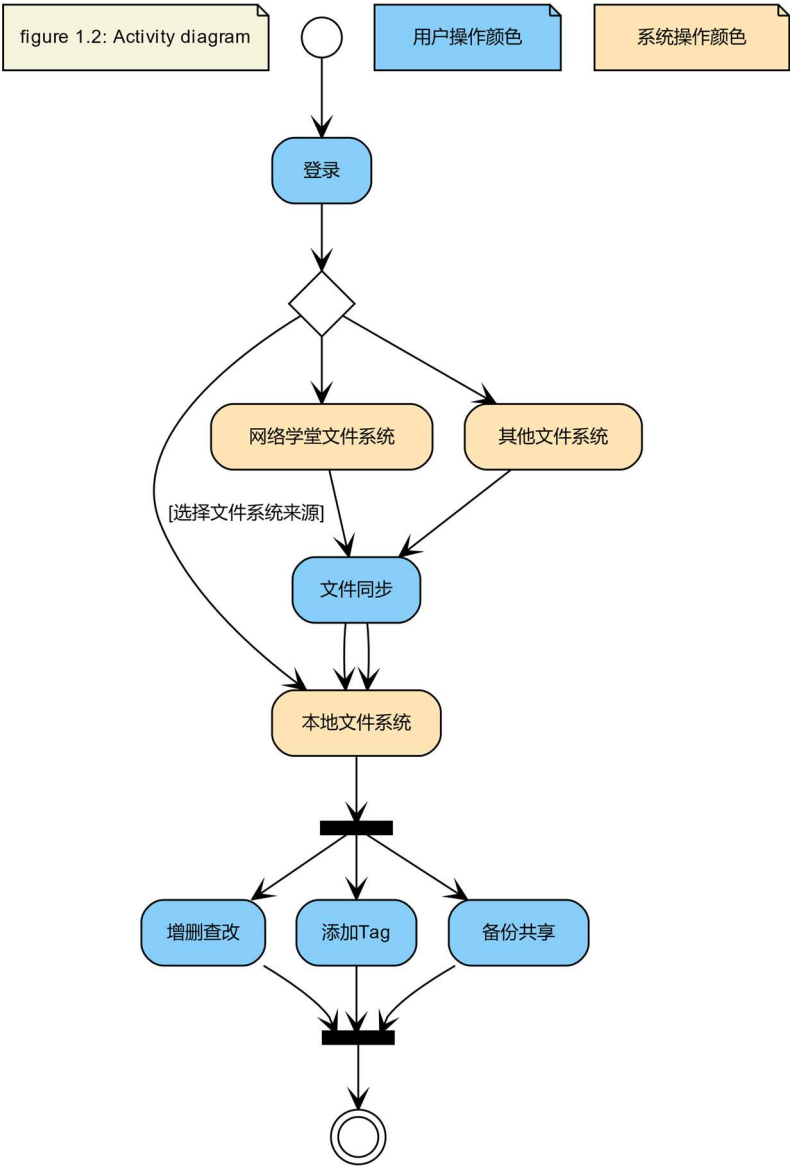 figure 1.2: Activity diagram
用户操作颜色
系统操作颜色
登录
网络学堂文件系统
其他文件系统
[选择文件系统来源]
文件同步
本地文件系统
增删查改
添加Tag
备份共享